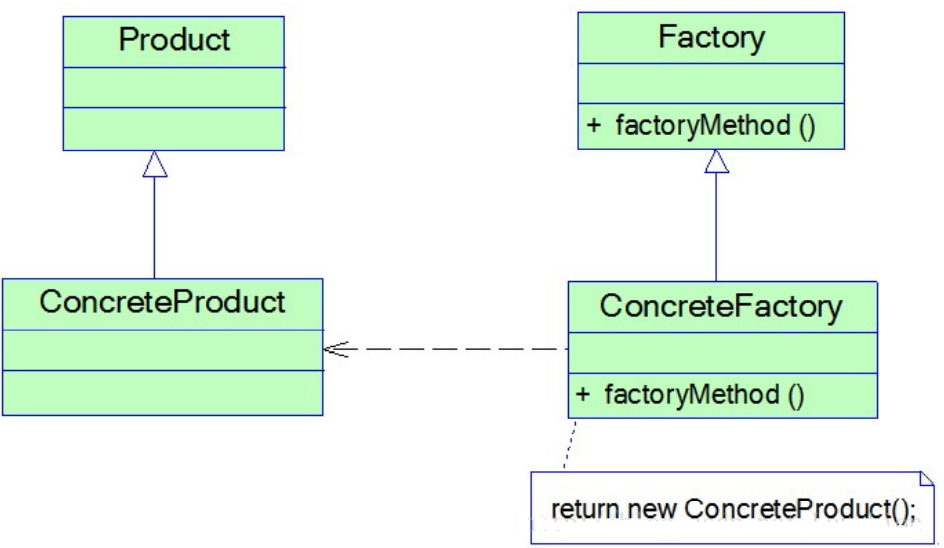 Product
Factory
+ factoryMethod ()
ConcreteProduct
ConcreteFactory
+ factoryMethod ()
return new ConcreteProduct();